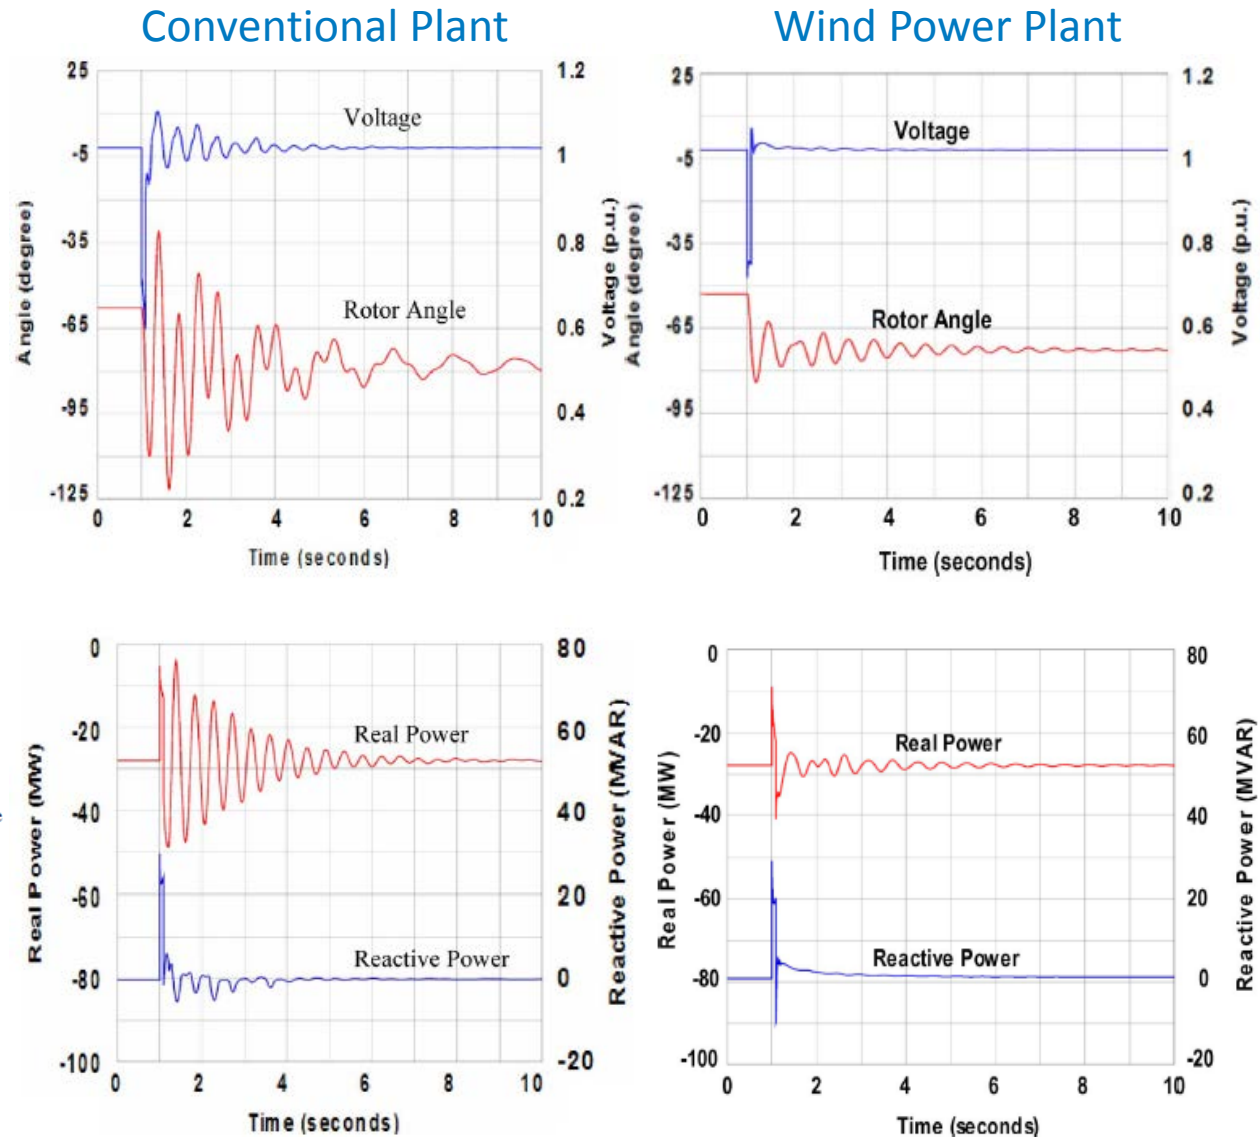 Conventional Plant
Wind Power Plant
25
-5
-35
-65
-95
-125
Angle (degree)
Voltage
Rotor Angle
1.2
1
0.8
0.6
0.4
0.2
Voltage (p.u.)
0 2 4 6 8 10
Time (seconds)
25
-5
-35
-65
-95
-125
Angle (degree)
Voltage
Rotor Angle
1.2
1
0.8
0.6
0.4
0.2
Voltage (p.u.)
0 2 4 6 8 10
Time (seconds)
0
-20
-40
-60
-80
-100
Real Power (MW)
Real Power
Reactive Power
80
60
40
20
0
-20
Reactive Power (MVAR)
0 2 4 6 8 10
Time (seconds)
0
-20
-40
-60
-80
-100
Real Power (MW)
Real Power
Reactive Power
80
60
40
20
0
-20
Reactive Power (MVAR)
0 2 4 6 8 10
Time (seconds)